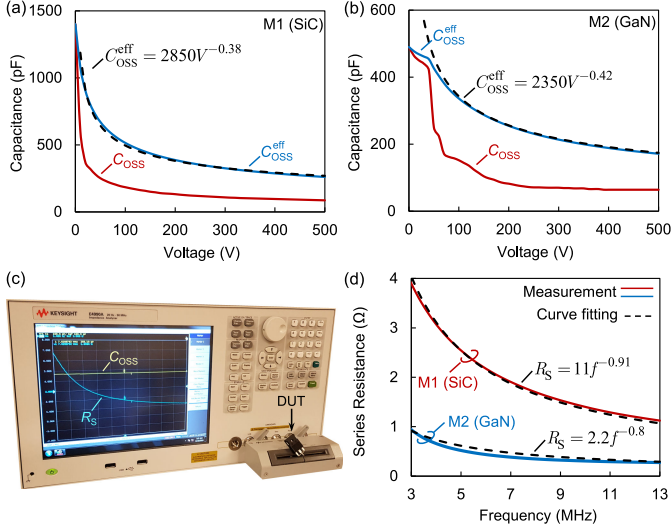 (a)
M1 (SiC)
1500
1000
500
0
Capacitance (pF)
C_OSS^eff = 2850V^−0.38
C_OSS^eff
C_OSS
0 100 200 300 400 500
Voltage (V)
(b)
M2 (GaN)
600
400
200
0
Capacitance (pF)
C_OSS^eff
C_OSS^eff = 2350V^−0.42
C_OSS
0 100 200 300 400 500
Voltage (V)
(c)
KEYSIGHT
C_OSS
R_S
DUT
(d)
4
3
2
1
0
Series Resistance (Ω)
Measurement
Curve fitting
M1 (SiC)
R_S = 11f^−0.91
M2 (GaN)
R_S = 2.2f^−0.8
3 5 7 9 11 13
Frequency (MHz)